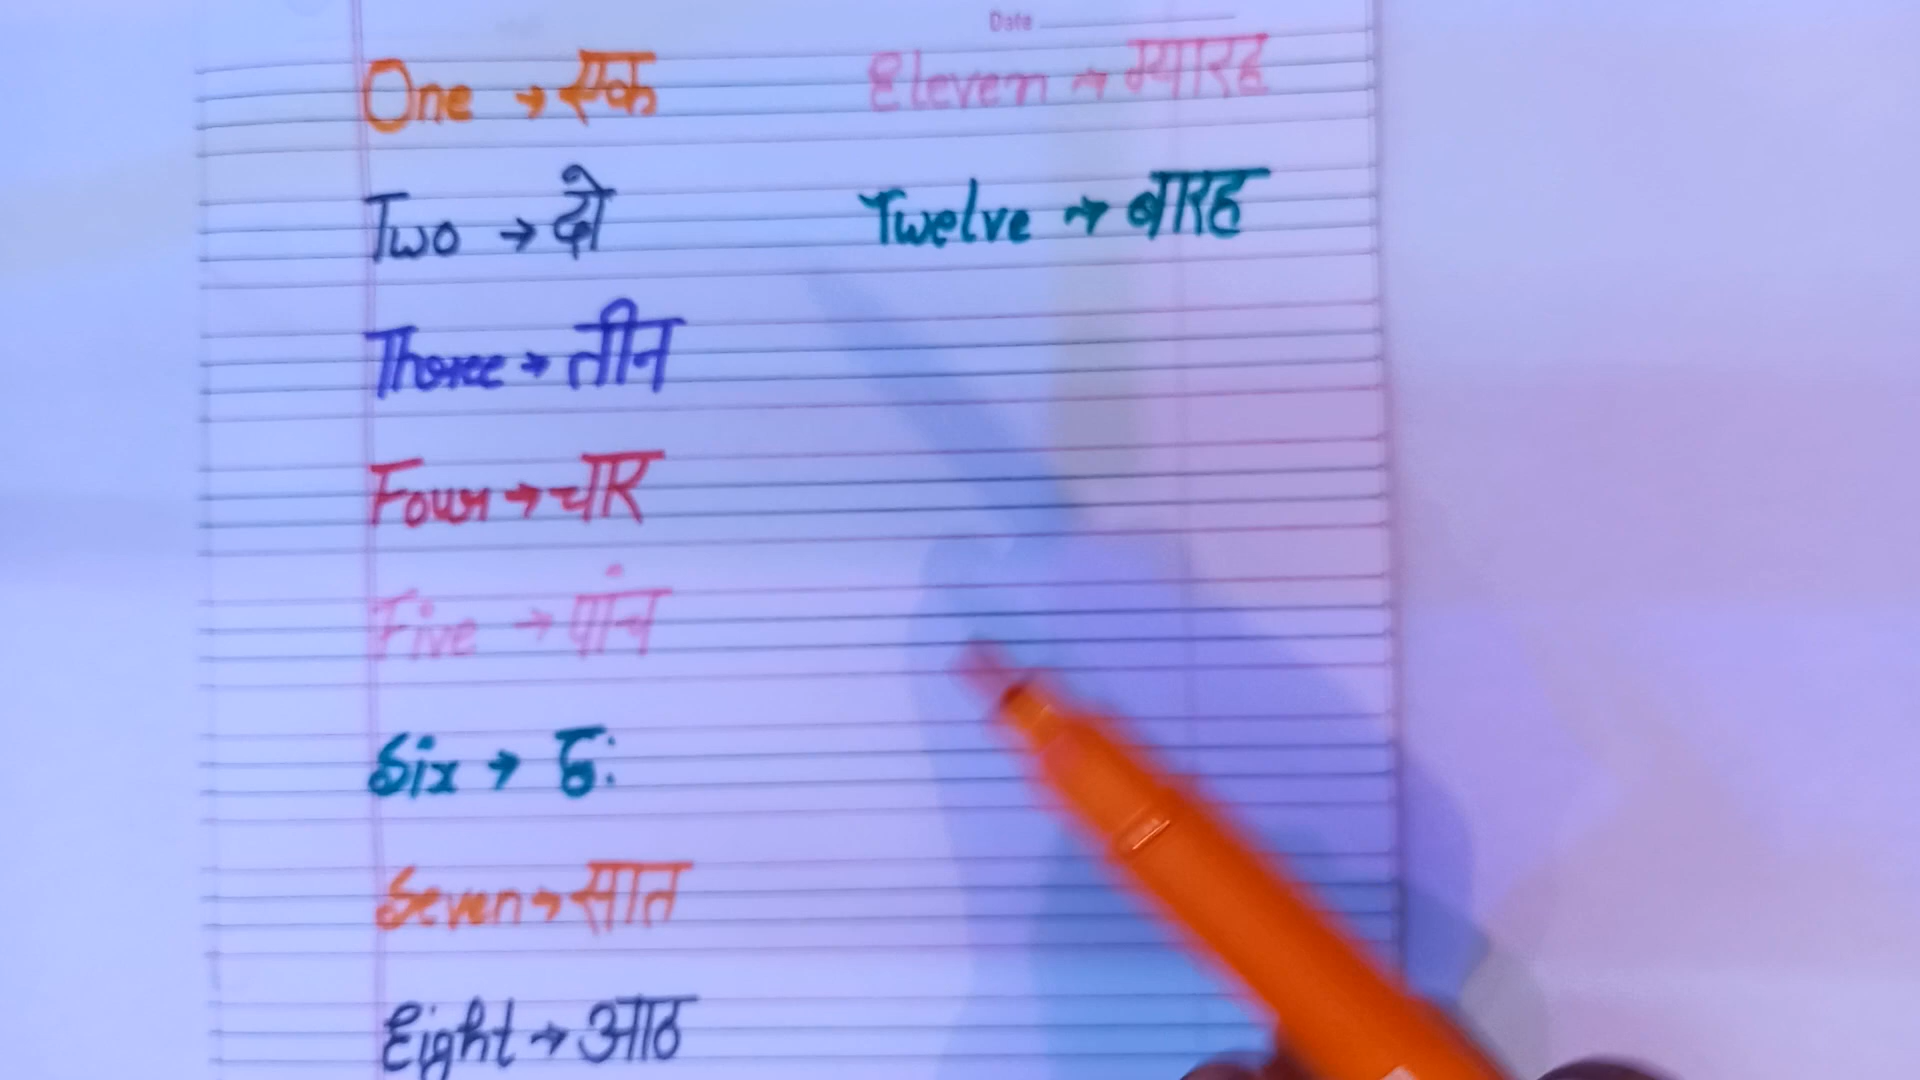 Date
One → एक
Two → दो
Three → तीन
Four → चार
Five → पांच
Six → छ:
Seven → सात
Eight → आठ
Eleven → ग्यारह
Twelve → बारह